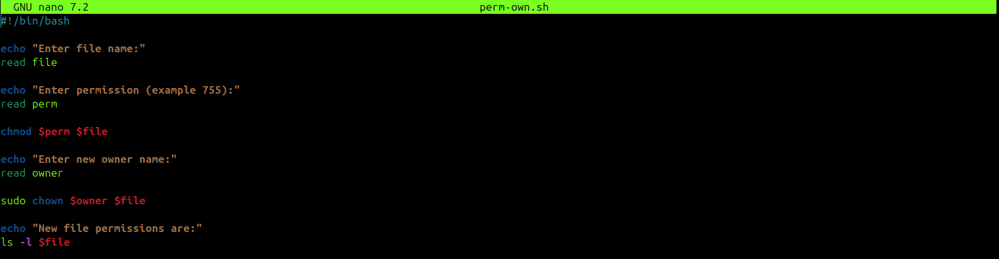 GNU nano 7.2 perm-own.sh
#!/bin/bash
echo "Enter file name:"
read file
echo "Enter permission (example 755):"
read perm
chmod $perm $file
echo "Enter new owner name:"
read owner
sudo chown $owner $file
echo "New file permissions are:"
ls -l $file